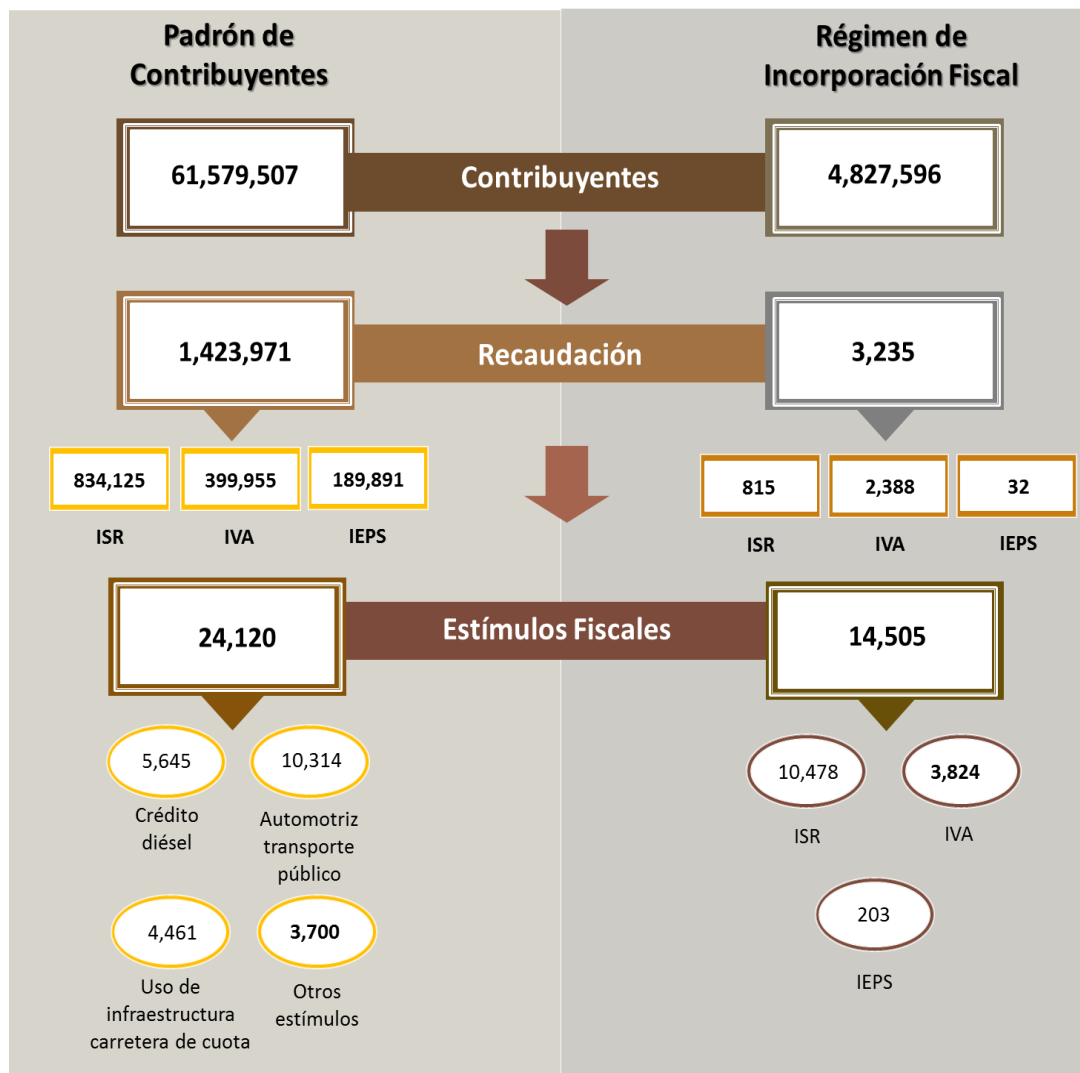 Padrón de
Contribuyentes
Régimen de
Incorporación Fiscal
61,579,507
Contribuyentes
4,827,596
1,423,971
Recaudación
3,235
834,125
399,955
189,891
ISR
IVA
IEPS
815
2,388
32
ISR
IVA
IEPS
24,120
Estímulos Fiscales
14,505
5,645
10,314
Crédito
diésel
Automotriz
transporte
público
4,461
3,700
Uso de
infraestructura
carretera de cuota
Otros
estímulos
10,478
3,824
ISR
IVA
203
IEPS